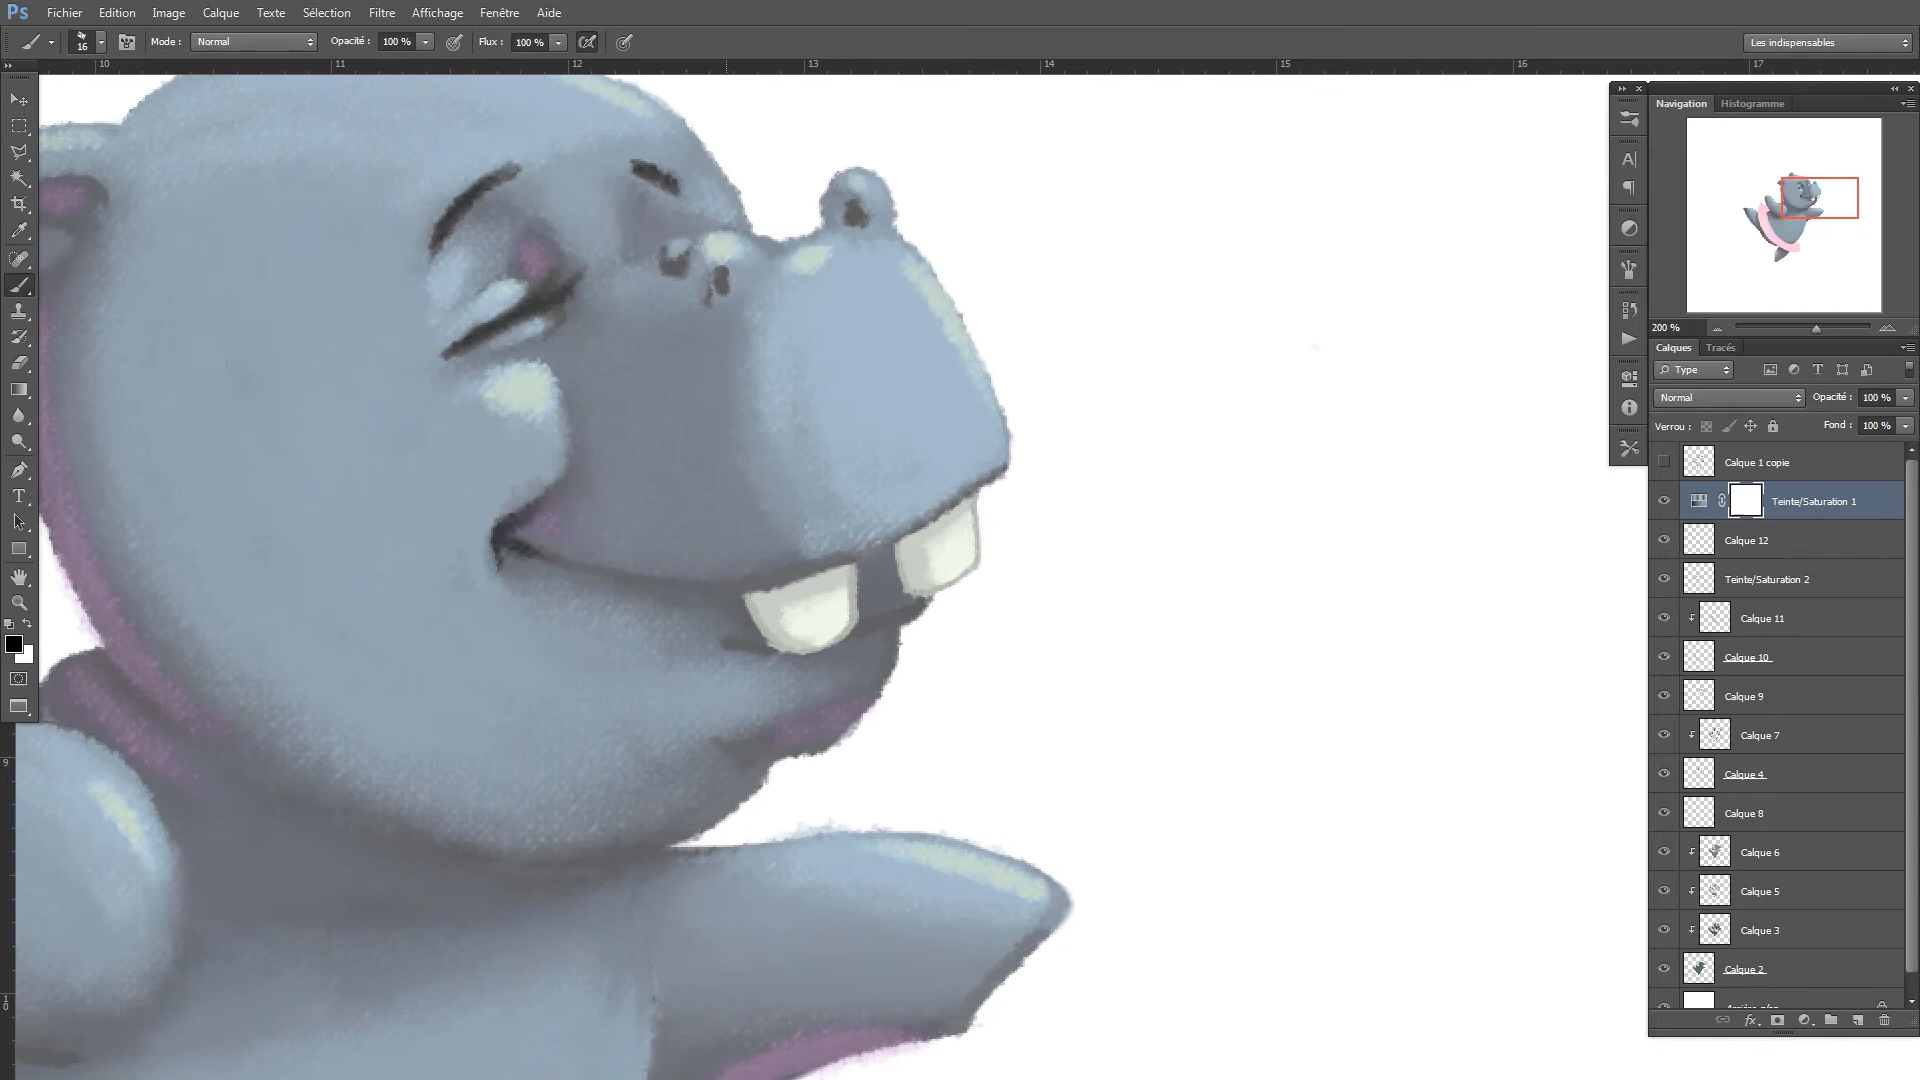 Ps Fichier Edition Image Calque Texte Sélection Filtre Affichage Fenêtre Aide
16 Mode : Normal Opacité : 100 % Flux : 100 % Les indispensables
10 11 12 13 14 15 16 17
Navigation Histogramme
200 %
Calques Tracés
Type
Normal Opacité : 100 %
Verrou : Fond : 100 %
Calque 1 copie
Teinte/Saturation 1
Calque 12
Teinte/Saturation 2
Calque 11
Calque 10
Calque 9
Calque 7
Calque 4
Calque 8
Calque 6
Calque 5
Calque 3
Calque 2
9
10